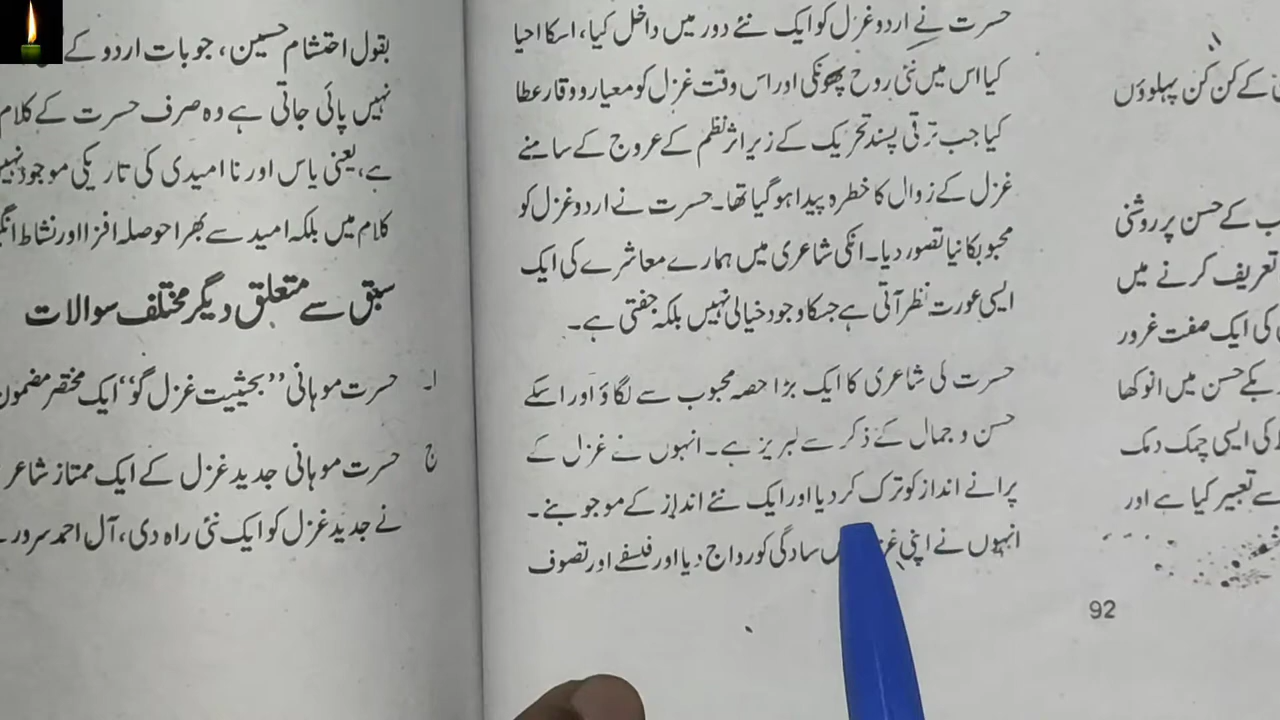 کے کن کن پہلوؤں
ب کے حسن پر روشنی
تعریف کرنے میں
کی ایک صفت غرور
کے حسن میں انوکھا
کی ایسی چمک دمک
سے تعبیر کیا ہے اور
92
حسرت نے اردو غزل کو ایک نئے دور میں داخل کیا، اسکا احیا
کیا اس میں نئی روح پھونکی اور اس وقت غزل کو معیار و وقار عطا
کیا جب ترقی پسند تحریک کے زیر اثر نظم کے عروج کے سامنے
غزل کے زوال کا خطرہ پیدا ہو گیا تھا۔ حسرت نے اردو غزل کو
محبوبکا نیا تصور دیا۔ انکی شاعری میں ہمارے معاشرے کی ایک
ایسی عورت نظر آتی ہے جسکا وجود خیالی نہیں بلکہ جفتی ہے۔
حسرت کی شاعری کا ایک بڑا حصہ محبوب سے لگاؤ اور اسکے
حسن و جمال کے ذکر سے لبریز ہے۔ انہوں نے غزل کے
پرانے انداز کو ترک کر دیا اور ایک نئے انداز کے موجو بنے۔
انہوں نے اپنی سادگی کو رواج دیا اور فلسفے اور تصوف
بقول احتشام حسین، جو بات اردو کے
نہیں پائی جاتی ہے وہ صرف حسرت کے کلام
ہے، یعنی یاس اور نا امیدی کی تاریکی موجود نہیں
کلام میں بلکہ امید سے بھرا حوصلہ افزا اور نشاط
سبق سے متعلق دیگر مختلف سوالات
۱۔ حسرت موہانی ’’بحیثیت غزل گو‘‘ ایک مختصر مضمون
ج حسرت موہانی جدید غزل کے ایک ممتاز شاعر
نے جدید غزل کو ایک نئی راہ دی، آل احمد سرور